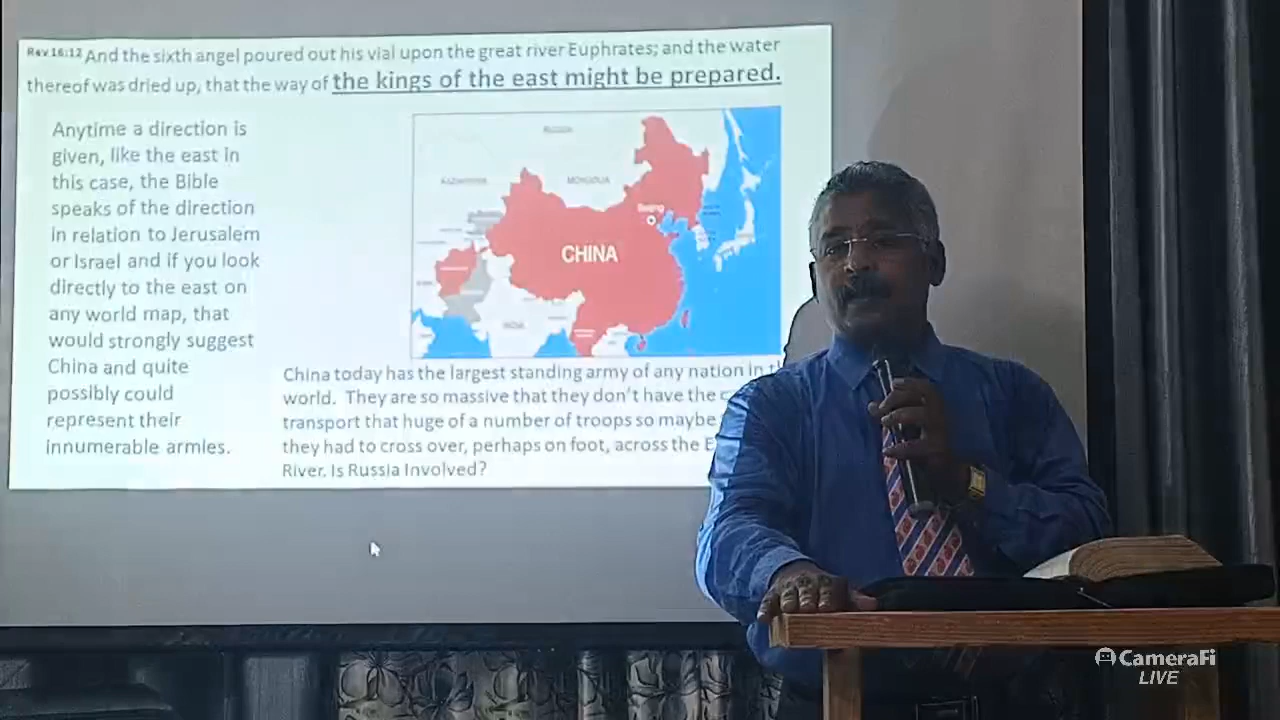 Rev 16:12 And the sixth angel poured out his vial upon the great river Euphrates; and the water
thereof was dried up, that the way of the kings of the east might be prepared.
Anytime a direction is
given, like the east in
this case, the Bible
speaks of the direction
in relation to Jerusalem
or Israel and if you look
directly to the east on
any world map, that
would strongly suggest
China and quite
possibly could
represent their
innumerable armies.
RUSSIA
KAZAKHSTAN
MONGOLIA
Beijing
CHINA
INDIA
China today has the largest standing army of any nation in
world. They are so massive that they don't have the
transport that huge of a number of troops so maybe
they had to cross over, perhaps on foot, across the
River. Is Russia Involved?
CameraFi
LIVE